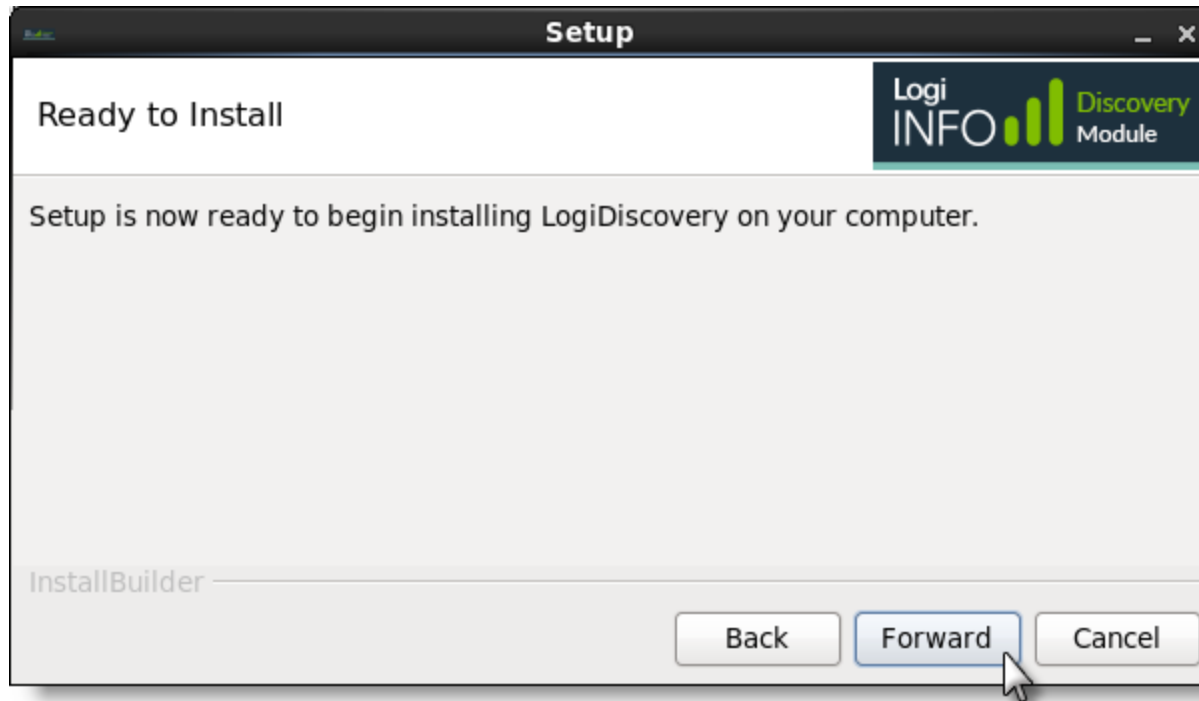 Setup
Ready to Install
Logi
INFO
Discovery
Module
Setup is now ready to begin installing LogiDiscovery on your computer.
InstallBuilder
Back Forward Cancel